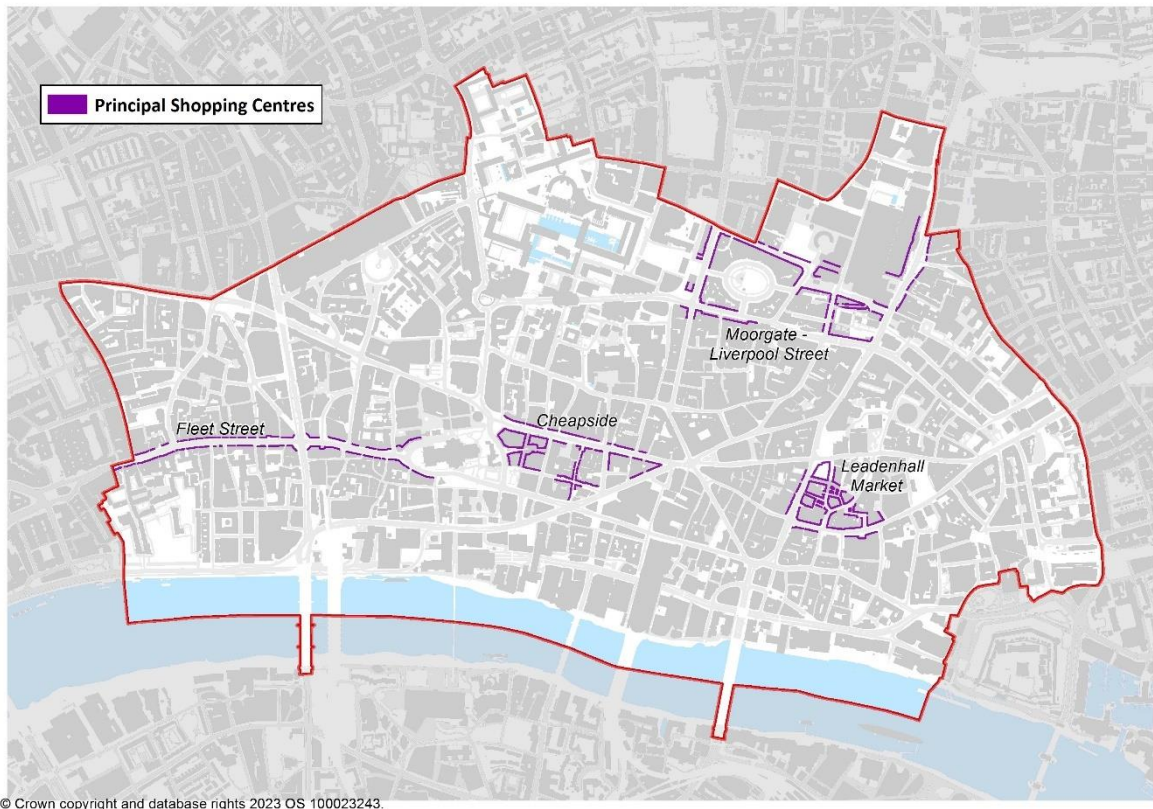 Principal Shopping Centres
Moorgate -
Liverpool Street
Cheapside
Fleet Street
Leadenhall
Market
© Crown copyright and database rights 2023 OS 100023243.